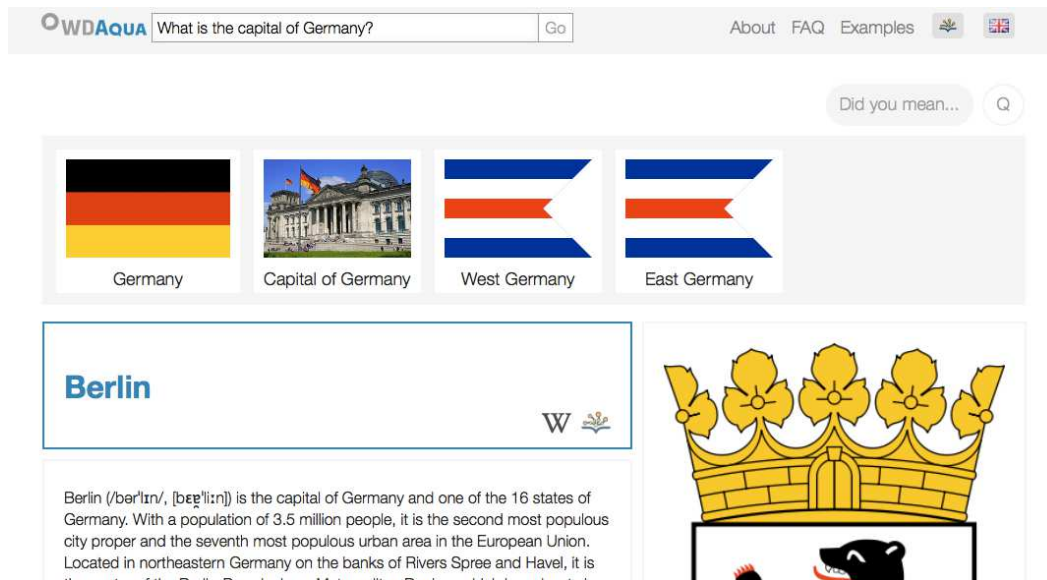 OWDAQUA What is the capital of Germany? Go About FAQ Examples
Did you mean... Q
Germany Capital of Germany West Germany East Germany
Berlin
W
Berlin (/bərˈlɪn/, [bɛɐ̯ˈliːn]) is the capital of Germany and one of the 16 states of
Germany. With a population of 3.5 million people, it is the second most populous
city proper and the seventh most populous urban area in the European Union.
Located in northeastern Germany on the banks of Rivers Spree and Havel, it is